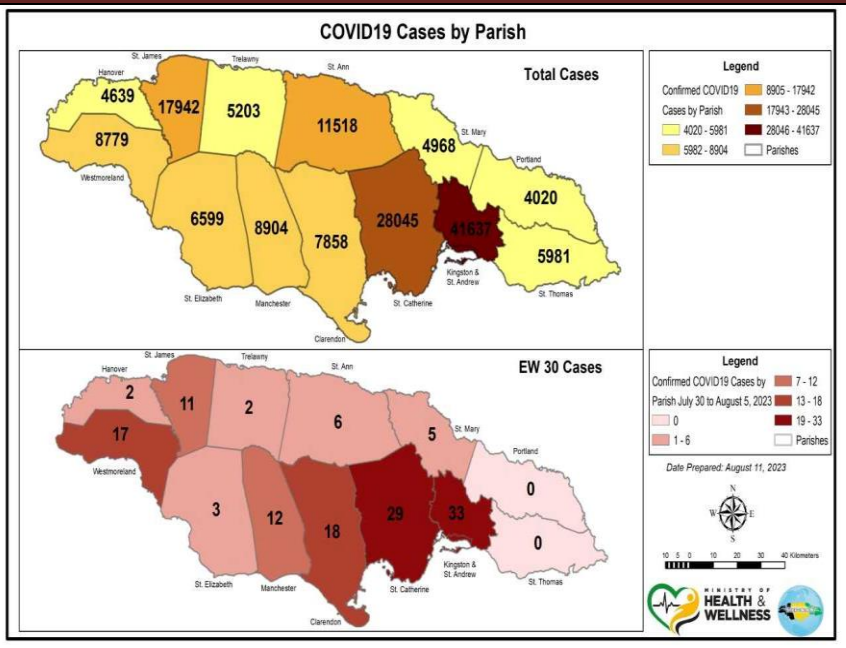 COVID19 Cases by Parish
Total Cases
St. James
Trelawny
St. Ann
Hanover
4639
17942
5203
11518
8779
4968
St. Mary
Portland
Westmoreland
4020
6599
8904
7858
28045
41637
5981
Kingston &
St. Andrew
St. Elizabeth
Manchester
St. Catherine
St. Thomas
Clarendon
Legend
Confirmed COVID19
Cases by Parish
4020 - 5981
5982 - 8904
8905 - 17942
17943 - 28045
28046 - 41637
Parishes
EW 30 Cases
St. James
Trelawny
St. Ann
Hanover
2
11
2
6
5
St. Mary
17
Portland
Westmoreland
0
3
12
18
29
33
0
Kingston &
St. Andrew
St. Elizabeth
Manchester
St. Catherine
St. Thomas
Clarendon
Legend
Confirmed COVID19 Cases by
Parish July 30 to August 5, 2023
0
1 - 6
7 - 12
13 - 18
19 - 33
Parishes
Date Prepared: August 11, 2023
N
W E
S
10 5 0 10 20 30 40 Kilometers
MINISTRY OF
HEALTH &
WELLNESS